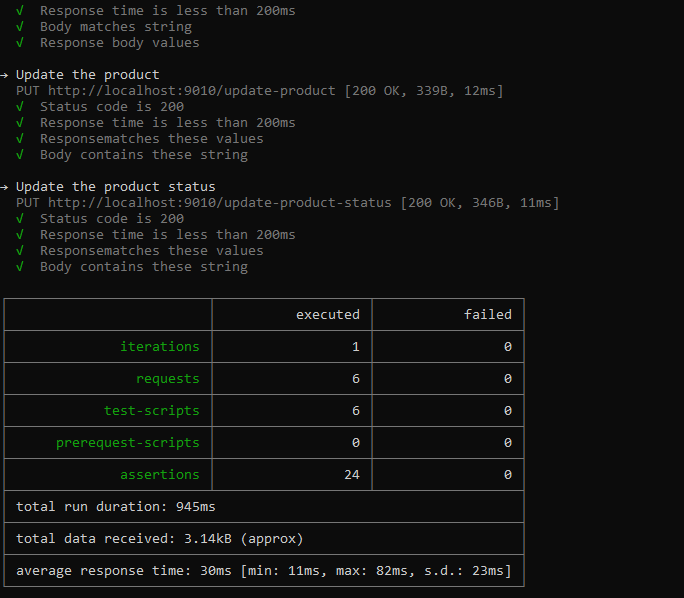 √ Response time is less than 200ms
√ Body matches string
√ Response body values
→ Update the product
PUT http://localhost:9010/update-product [200 OK, 339B, 12ms]
√ Status code is 200
√ Response time is less than 200ms
√ Responsematches these values
√ Body contains these string
→ Update the product status
PUT http://localhost:9010/update-product-status [200 OK, 346B, 11ms]
√ Status code is 200
√ Response time is less than 200ms
√ Responsematches these values
√ Body contains these string
executed failed
iterations 1 0
requests 6 0
test-scripts 6 0
prerequest-scripts 0 0
assertions 24 0
total run duration: 945ms
total data received: 3.14kB (approx)
average response time: 30ms [min: 11ms, max: 82ms, s.d.: 23ms]